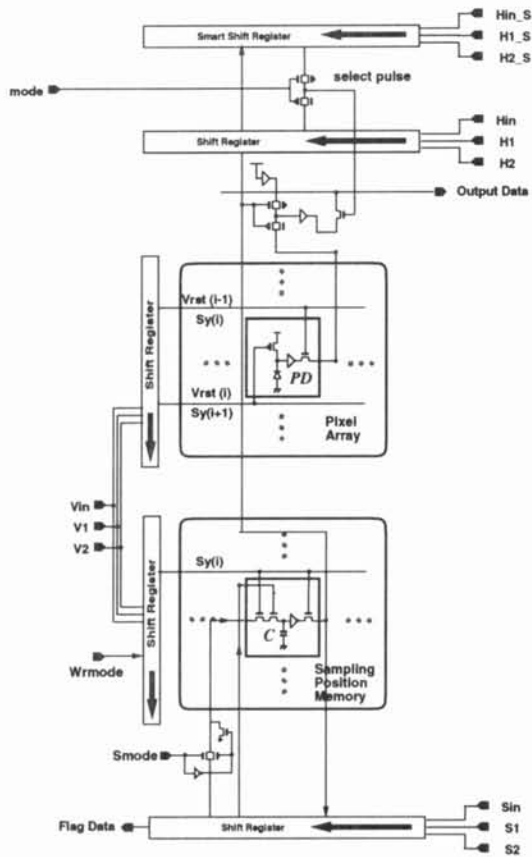 Hin_S
Smart Shift Register
H1_S
H2_S
select pulse
mode
Hin
Shift Register
H1
H2
Output Data
Vrst (i-1)
Sy(i)
Shift Register
PD
Vrst (i)
Sy(i+1)
Pixel
Array
Vin
V1
V2
Sy(i)
Shift Register
C
Wrmode
Sampling
Position
Memory
Smode
Sin
Flag Data
Shift Register
S1
S2